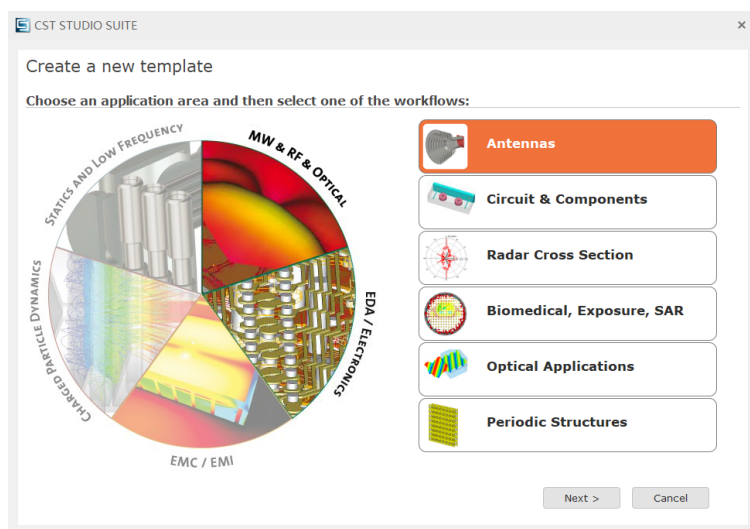 CST STUDIO SUITE
Create a new template
Choose an application area and then select one of the workflows:
STATICS AND LOW FREQUENCY
MW & RF & OPTICAL
EDA / ELECTRONICS
EMC / EMI
CHARGED PARTICLE DYNAMICS
Antennas
Circuit & Components
Radar Cross Section
Biomedical, Exposure, SAR
Optical Applications
Periodic Structures
Next >
Cancel